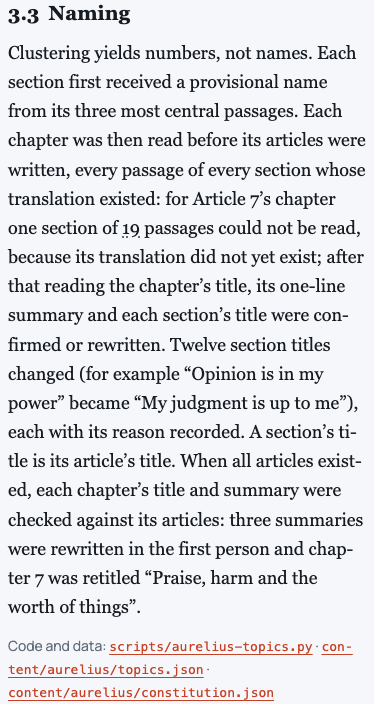 3.3 Naming
Clustering yields numbers, not names. Each
section first received a provisional name
from its three most central passages. Each
chapter was then read before its articles were
written, every passage of every section whose
translation existed: for Article 7’s chapter
one section of 19 passages could not be read,
because its translation did not yet exist; after
that reading the chapter’s title, its one-line
summary and each section’s title were con-
firmed or rewritten. Twelve section titles
changed (for example “Opinion is in my
power” became “My judgment is up to me”),
each with its reason recorded. A section’s ti-
tle is its article’s title. When all articles exist-
ed, each chapter’s title and summary were
checked against its articles: three summaries
were rewritten in the first person and chap-
ter 7 was retitled “Praise, harm and the
worth of things”.
Code and data: scripts/aurelius-topics.py · con-
tent/aurelius/topics.json ·
content/aurelius/constitution.json